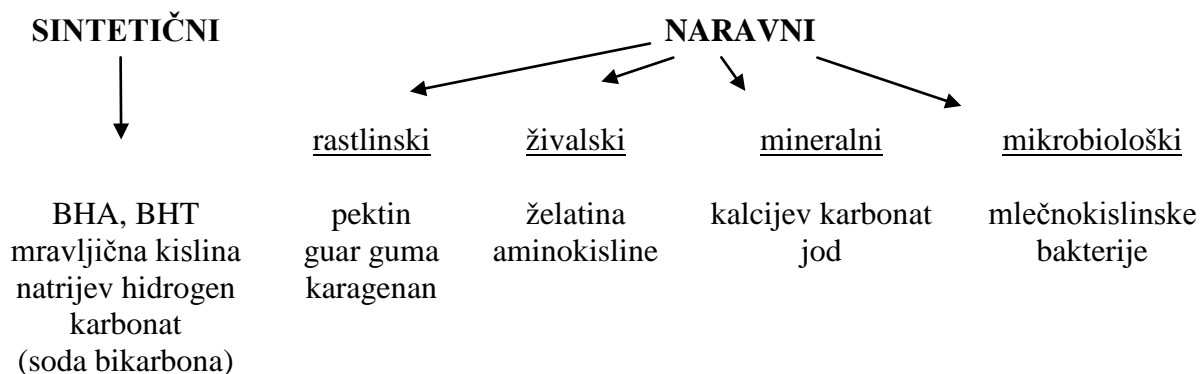 SINTETIČNI
NARAVNI
rastlinski
živalski
mineralni
mikrobiološki
BHA, BHT
mravljična kislina
natrijev hidrogen
karbonat
(soda bikarbona)
pektin
guar guma
karagenan
želatina
aminokisline
kalcijev karbonat
jod
mlečnokislinske
bakterije